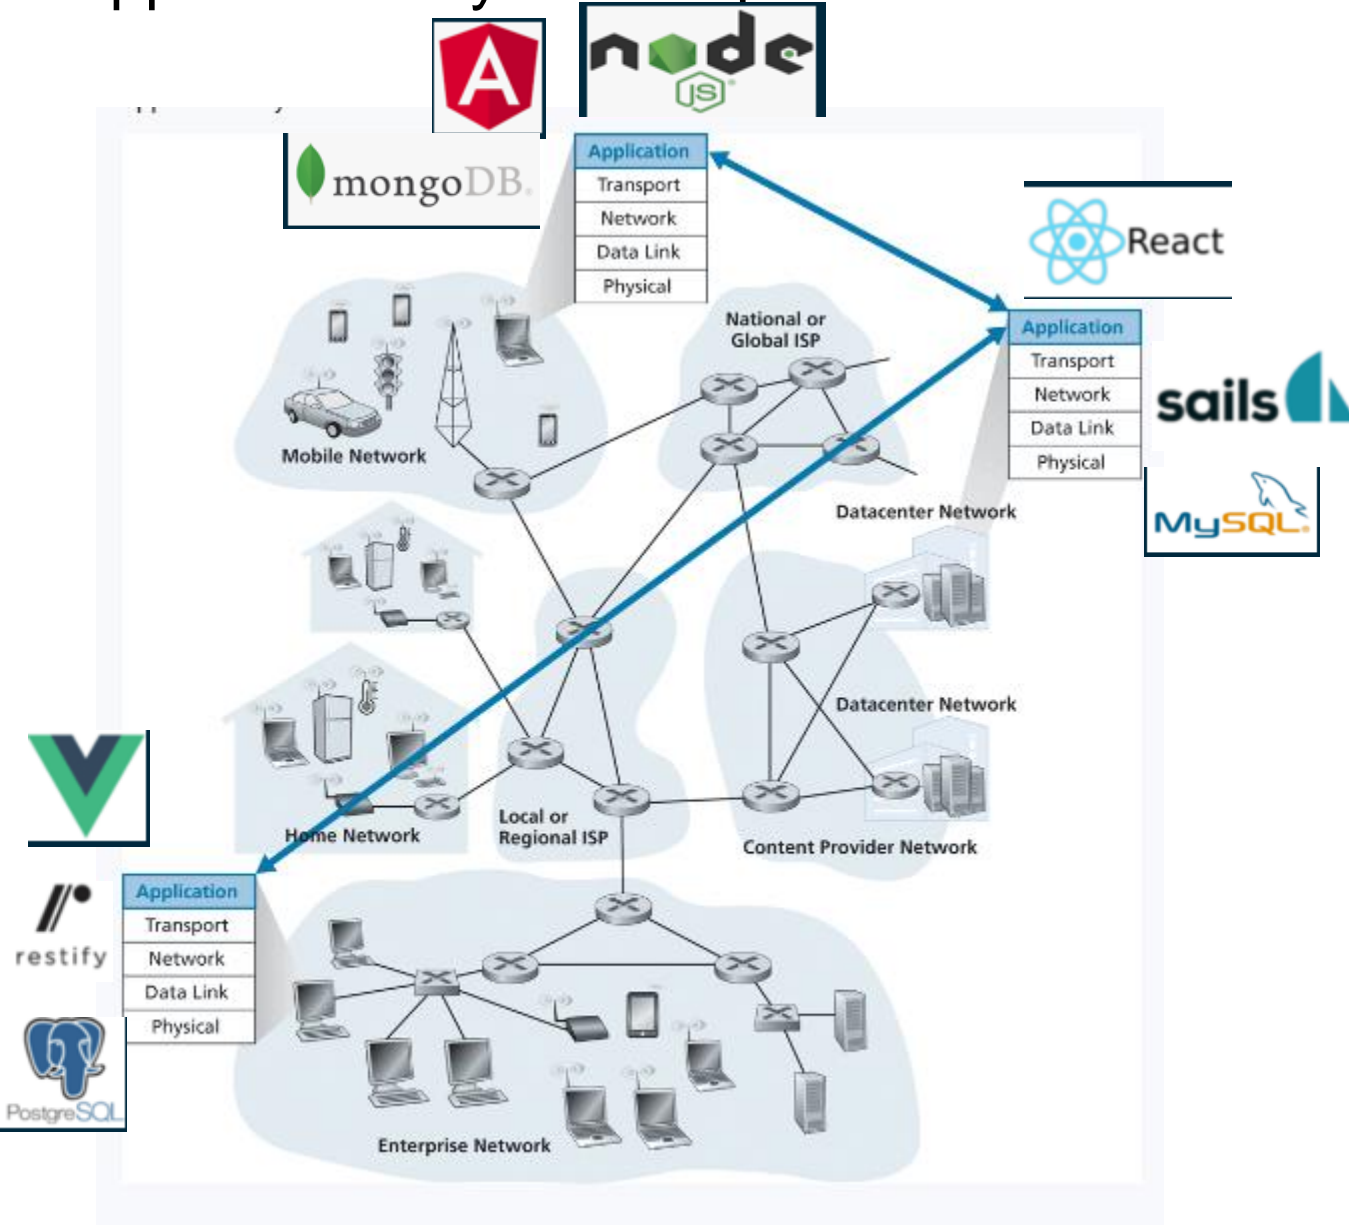 node
JS
mongoDB.
Application
Transport
Network
Data Link
Physical
React
National or
Global ISP
Application
Transport
Network
Data Link
Physical
sails
Mobile Network
MySQL.
Datacenter Network
Datacenter Network
Home Network
Local or
Regional ISP
Content Provider Network
Application
Transport
Network
Data Link
Physical
restify
PostgreSQL
Enterprise Network